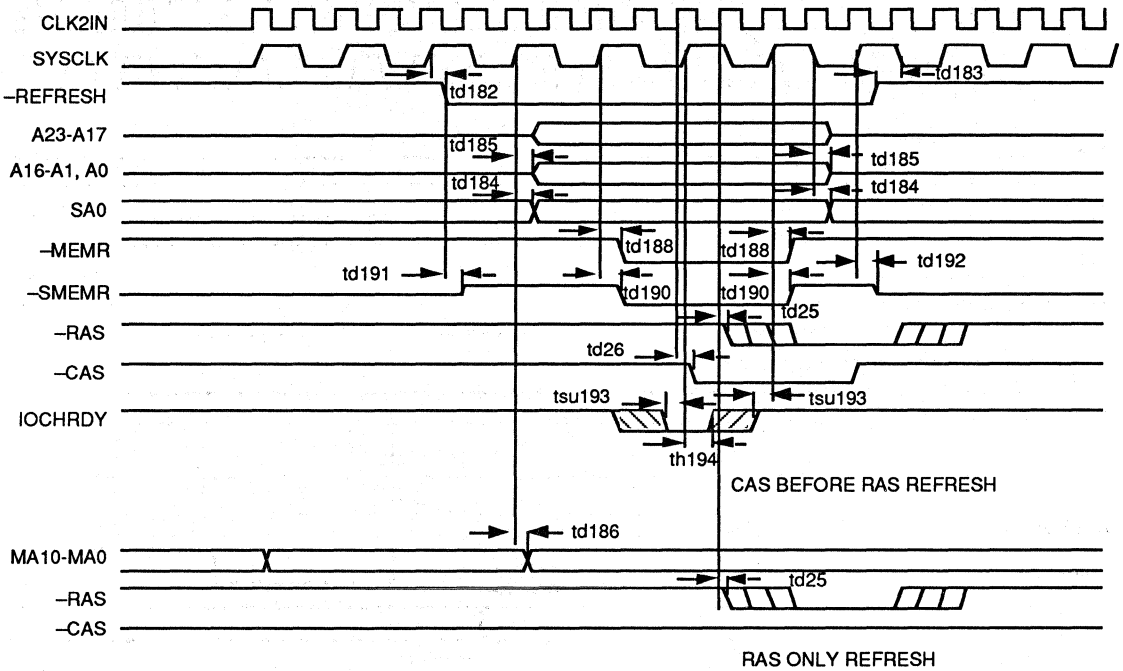 CLK2IN
SYSCLK
td183
–REFRESH
td182
A23-A17
td185
td185
A16-A1, A0
td184
td184
SA0
–MEMR
td188
td188
td191
td192
–SMEMR
td190
td190
td25
–RAS
td26
–CAS
tsu193
tsu193
IOCHRDY
th194
CAS BEFORE RAS REFRESH
td186
MA10-MA0
td25
–RAS
–CAS
RAS ONLY REFRESH